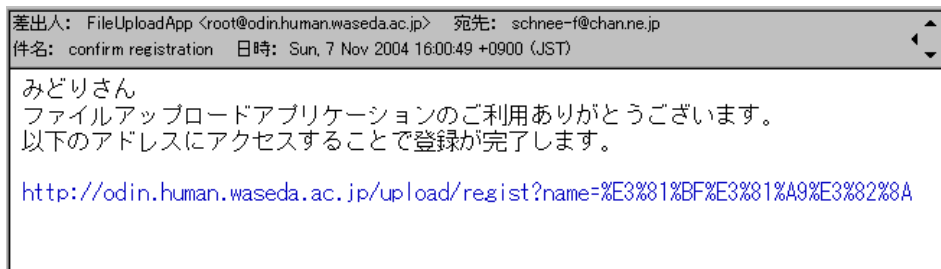 差出人: FileUploadApp <root@odin.human.waseda.ac.jp> 宛先: schnee-f@chan.ne.jp
件名: confirm registration 日時: Sun, 7 Nov 2004 16:00:49 +0900 (JST)
みどりさん
ファイルアップロードアプリケーションのご利用ありがとうございます。
以下のアドレスにアクセスすることで登録が完了します。
http://odin.human.waseda.ac.jp/upload/regist?name=%E3%81%BF%E3%81%A9%E3%82%8A